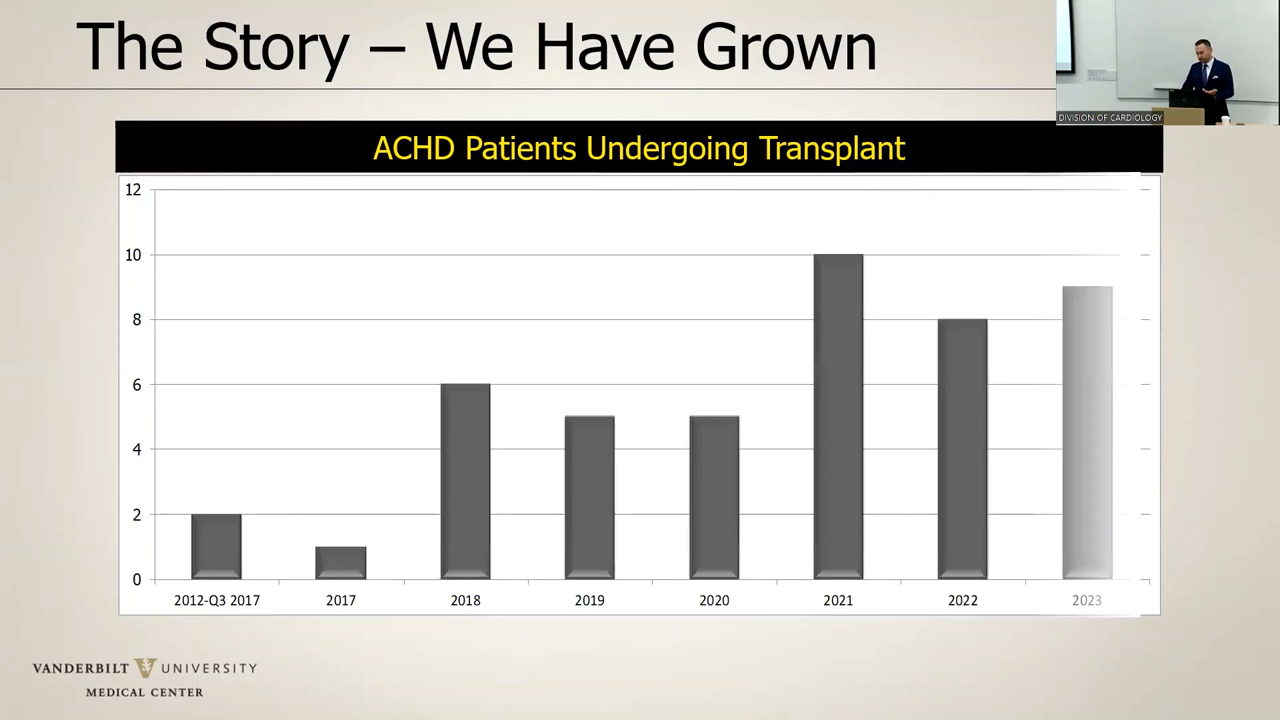 The Story – We Have Grown
DIVISION OF CARDIOLOGY
ACHD Patients Undergoing Transplant
12
10
8
6
4
2
0
2012-Q3 2017 2017 2018 2019 2020 2021 2022 2023
VANDERBILT UNIVERSITY
MEDICAL CENTER